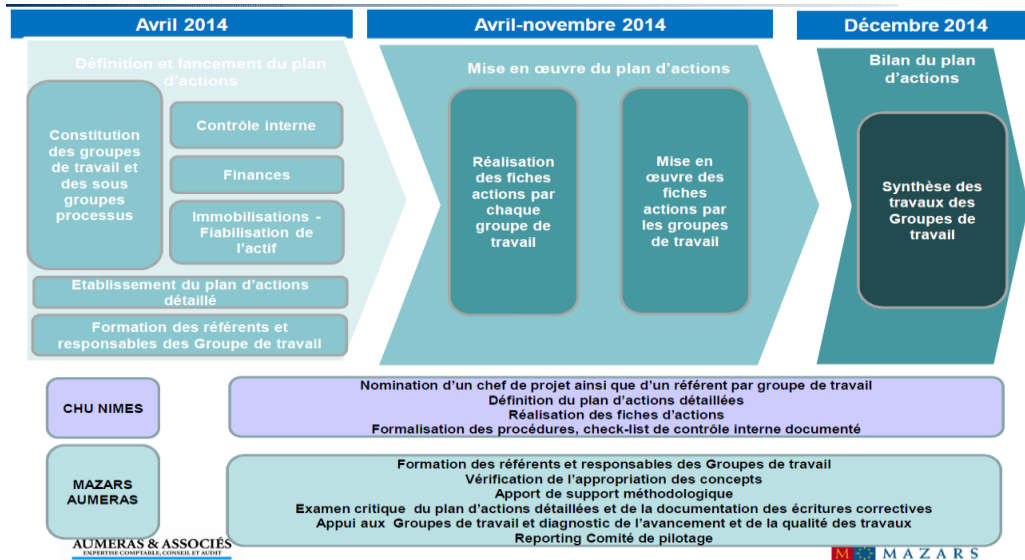 Avril 2014
Avril-novembre 2014
Décembre 2014
Définition et lancement du plan
d'actions
Constitution
des groupes
de travail et
des sous
groupes
processus
Contrôle interne
Finances
Immobilisations -
Fiabilisation de
l'actif
Etablissement du plan d'actions
détaillé
Formation des référents et
responsables des Groupe de travail
Mise en œuvre du plan d'actions
Réalisation
des fiches
actions par
chaque
groupe de
travail
Mise en
œuvre des
fiches
actions par
les groupes
de travail
Bilan du plan
d'actions
Synthèse des
travaux des
Groupes de
travail
CHU NIMES
Nomination d'un chef de projet ainsi que d'un référent par groupe de travail
Définition du plan d'actions détaillées
Réalisation des fiches d'actions
Formalisation des procédures, check-list de contrôle interne documenté
MAZARS
AUMERAS
Formation des référents et responsables des Groupes de travail
Vérification de l'appropriation des concepts
Apport de support méthodologique
Examen critique du plan d'actions détaillées et de la documentation des écritures correctives
Appui aux Groupes de travail et diagnostic de l'avancement et de la qualité des travaux
Reporting Comité de pilotage
AUMERAS & ASSOCIÉS
EXPERTISE COMPTABLE, CONSEIL ET AUDIT
M MAZARS